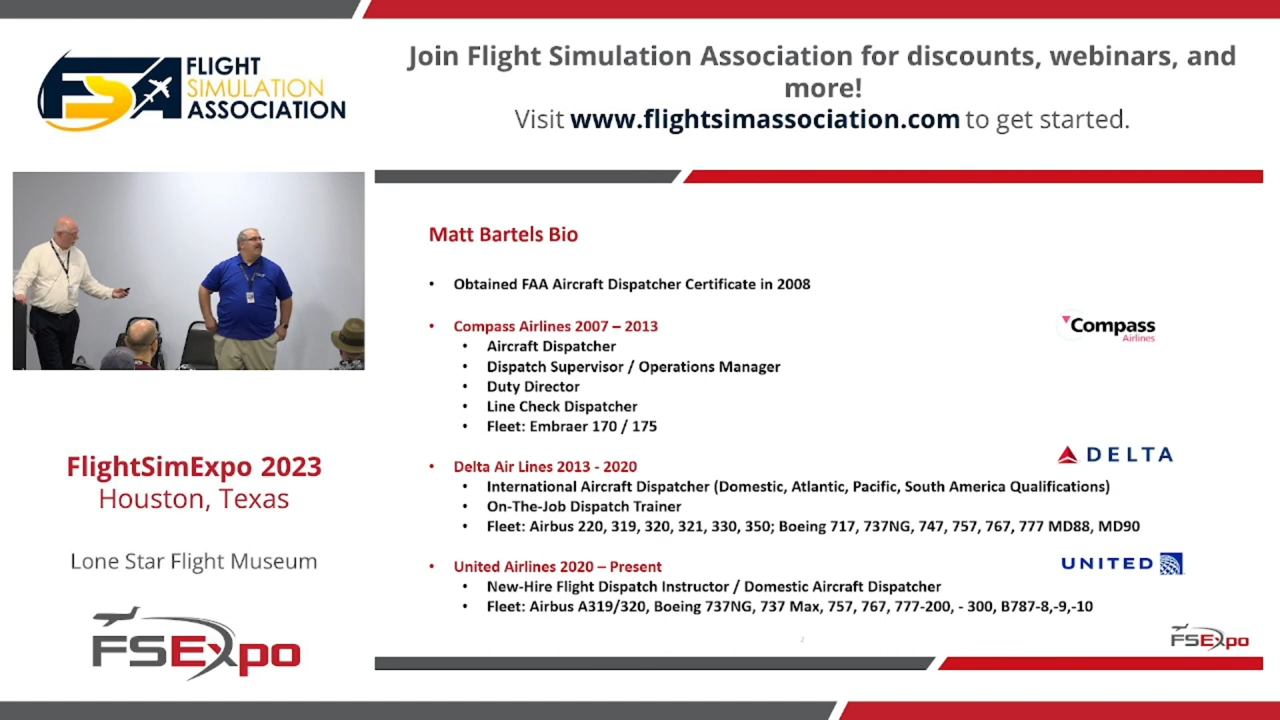 FLIGHT
SIMULATION
ASSOCIATION
Join Flight Simulation Association for discounts, webinars, and
more!
Visit www.flightsimassociation.com to get started.
Matt Bartels Bio
• Obtained FAA Aircraft Dispatcher Certificate in 2008
• Compass Airlines 2007 – 2013
• Aircraft Dispatcher
• Dispatch Supervisor / Operations Manager
• Duty Director
• Line Check Dispatcher
• Fleet: Embraer 170 / 175
Compass
Airlines
• Delta Air Lines 2013 - 2020
• International Aircraft Dispatcher (Domestic, Atlantic, Pacific, South America Qualifications)
• On-The-Job Dispatch Trainer
• Fleet: Airbus 220, 319, 320, 321, 330, 350; Boeing 717, 737NG, 747, 757, 767, 777 MD88, MD90
DELTA
• United Airlines 2020 – Present
• New-Hire Flight Dispatch Instructor / Domestic Aircraft Dispatcher
• Fleet: Airbus A319/320, Boeing 737NG, 737 Max, 757, 767, 777-200, - 300, B787-8,-9,-10
UNITED
2
FSExpo
FlightSimExpo 2023
Houston, Texas
Lone Star Flight Museum
FSExpo